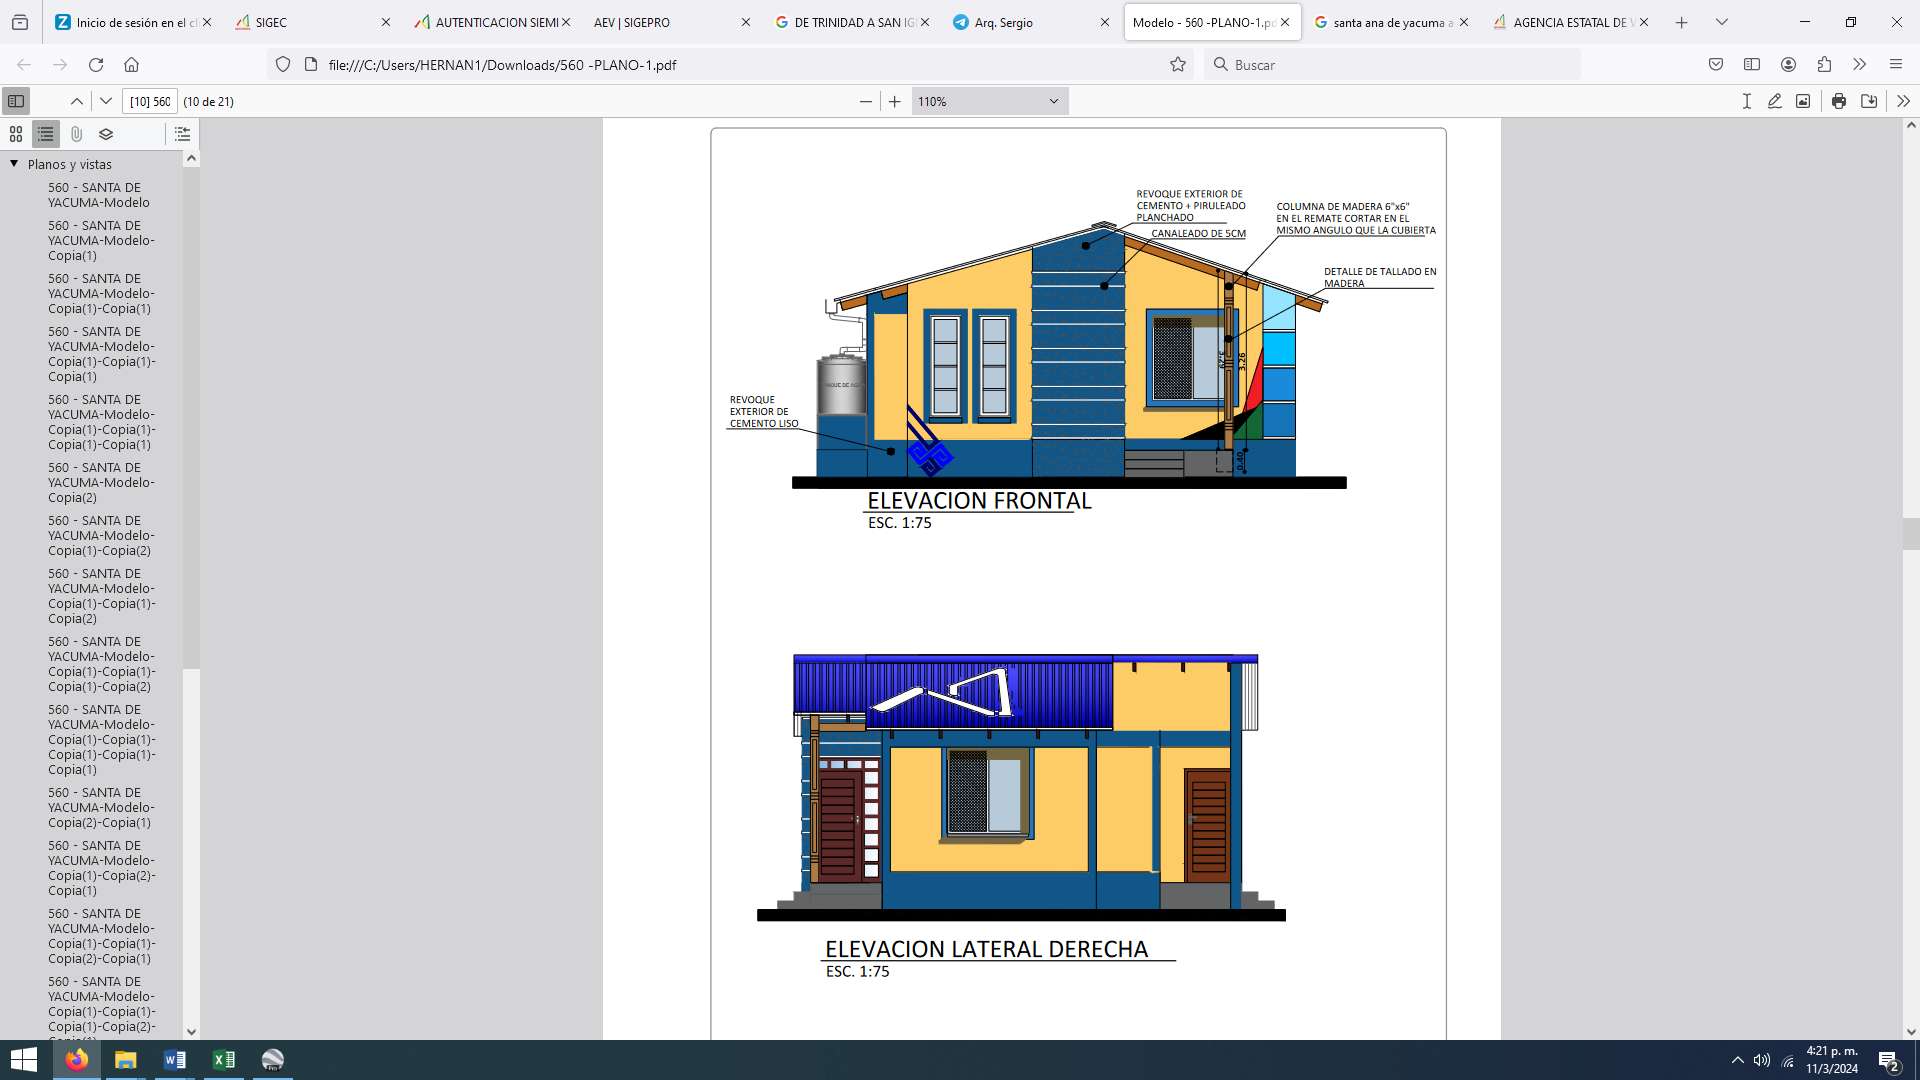 Inicio de sesión en el cl
SIGEC
AUTENTICACION SIEMI
AEV | SIGEPRO
DE TRINIDAD A SAN IG
Arq. Sergio
Modelo - 560 -PLANO-1.pd
santa ana de yacuma a
AGENCIA ESTATAL DE V
file:///C:/Users/HERNAN1/Downloads/560 -PLANO-1.pdf
Buscar
[10] 560
(10 de 21)
110%
Planos y vistas
560 - SANTA DE
YACUMA-Modelo
560 - SANTA DE
YACUMA-Modelo-
Copia(1)
560 - SANTA DE
YACUMA-Modelo-
Copia(1)-Copia(1)
560 - SANTA DE
YACUMA-Modelo-
Copia(1)-Copia(1)-
Copia(1)
560 - SANTA DE
YACUMA-Modelo-
Copia(1)-Copia(1)-
Copia(1)-Copia(1)
560 - SANTA DE
YACUMA-Modelo-
Copia(2)
560 - SANTA DE
YACUMA-Modelo-
Copia(1)-Copia(2)
560 - SANTA DE
YACUMA-Modelo-
Copia(1)-Copia(1)-
Copia(2)
560 - SANTA DE
YACUMA-Modelo-
Copia(1)-Copia(1)-
Copia(1)-Copia(2)
560 - SANTA DE
YACUMA-Modelo-
Copia(1)-Copia(1)-
Copia(1)-Copia(1)-
Copia(1)
560 - SANTA DE
YACUMA-Modelo-
Copia(2)-Copia(1)
560 - SANTA DE
YACUMA-Modelo-
Copia(1)-Copia(2)-
Copia(1)
560 - SANTA DE
YACUMA-Modelo-
Copia(1)-Copia(1)-
Copia(2)-Copia(1)
560 - SANTA DE
YACUMA-Modelo-
Copia(1)-Copia(1)-
Copia(1)-Copia(2)-
REVOQUE EXTERIOR DE
CEMENTO + PIRULEADO
PLANCHADO
CANALEADO DE 5CM
COLUMNA DE MADERA 6"x6"
EN EL REMATE CORTAR EN EL
MISMO ANGULO QUE LA CUBIERTA
DETALLE DE TALLADO EN
MADERA
TANQUE DE AGUA
3.29
3.26
0.40
REVOQUE
EXTERIOR DE
CEMENTO LISO
ELEVACION FRONTAL
ESC. 1:75
ELEVACION LATERAL DERECHA
ESC. 1:75
4:21 p. m.
11/3/2024
2